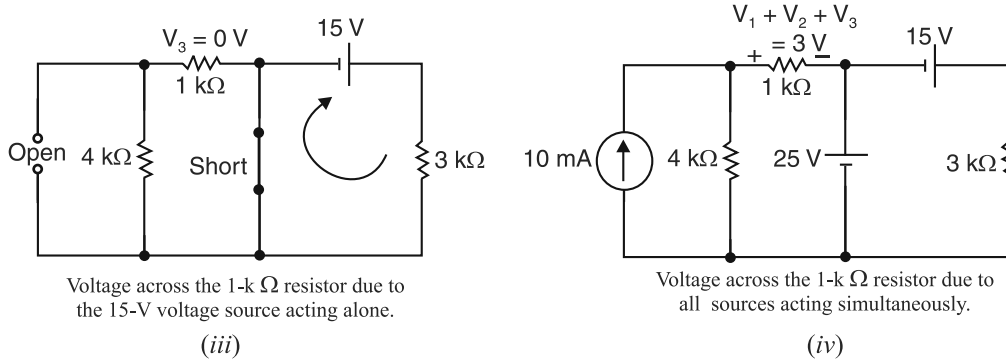 V3 = 0 V
15 V
1 kΩ
Open
4 kΩ
Short
3 kΩ
Voltage across the 1-k Ω resistor due to
the 15-V voltage source acting alone.
(iii)
V1 + V2 + V3
= 3 V
+ −
15 V
1 kΩ
10 mA
4 kΩ
25 V
3 kΩ
Voltage across the 1-k Ω resistor due to
all sources acting simultaneously.
(iv)